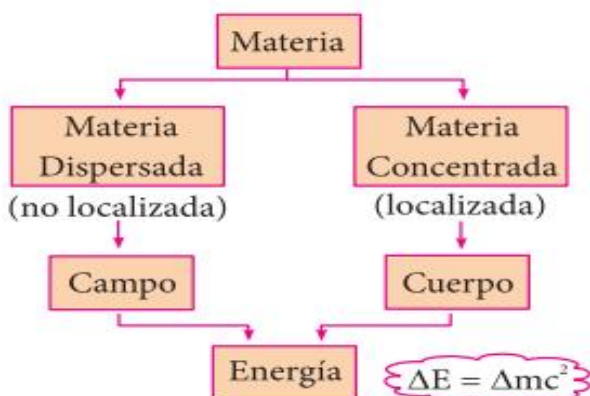 Materia
Materia
Dispersada
(no localizada)
Materia
Concentrada
(localizada)
Campo
Cuerpo
Energía
ΔE = Δmc²